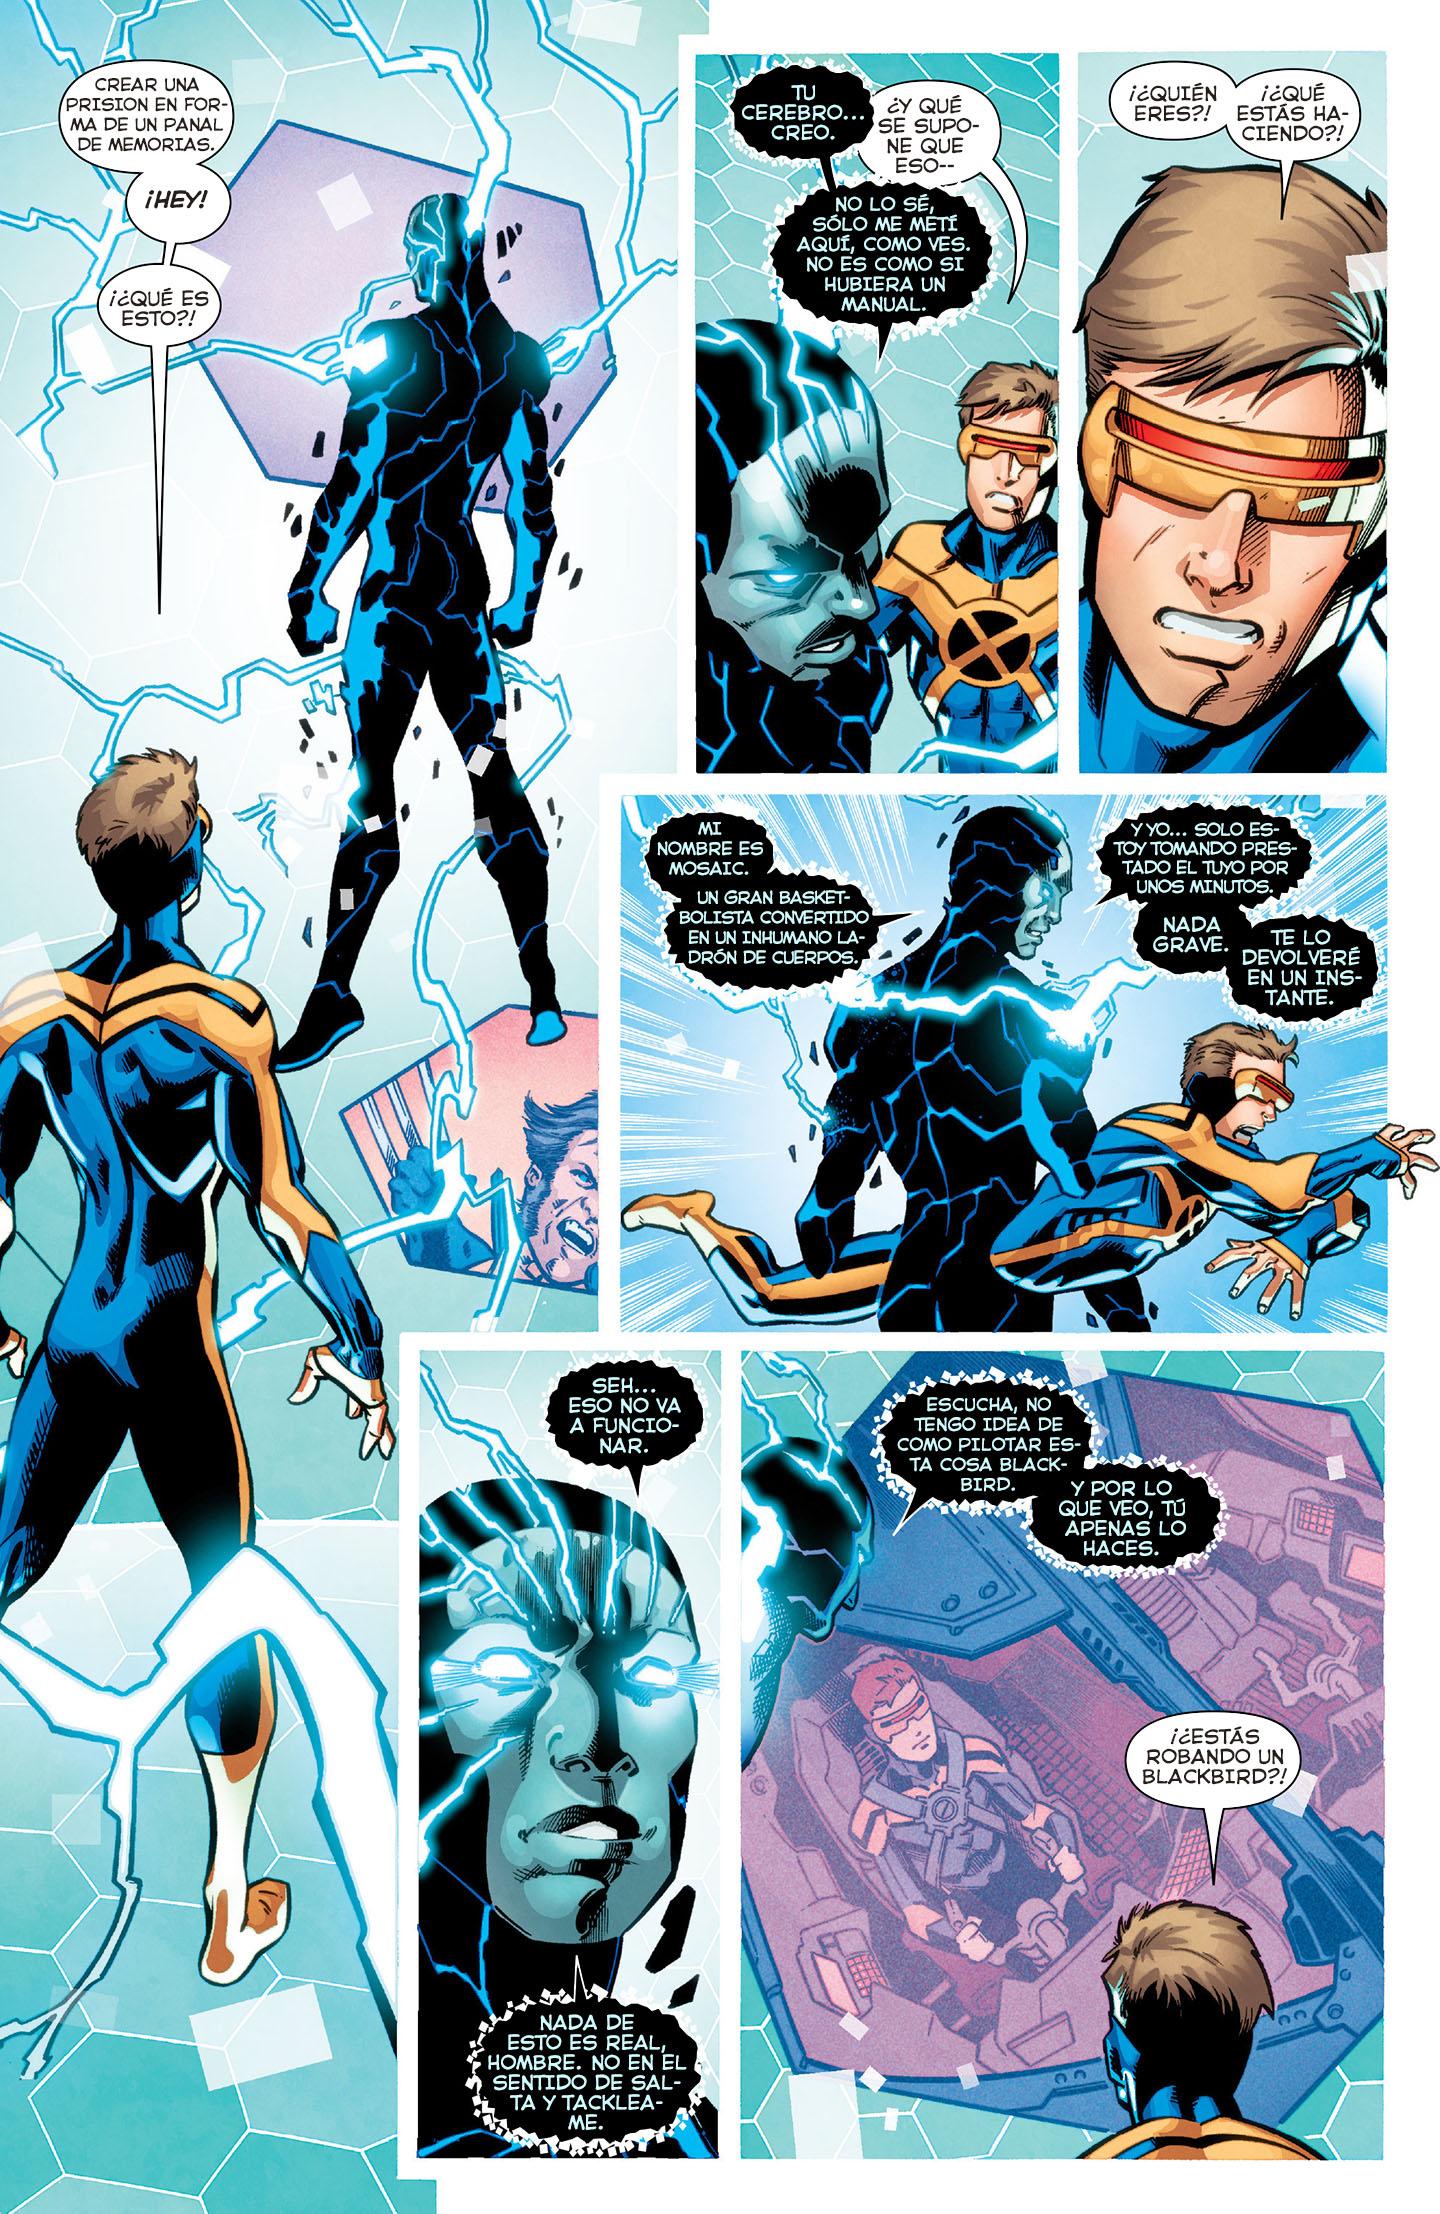 CREAR UNA
PRISION EN FOR-
MA DE UN PANAL
DE MEMORIAS.
¡HEY!
¡¿QUÉ ES
ESTO?!
TU
CEREBRO...
CREO.
¿Y QUÉ
SE SUPO-
NE QUE
ESO--
NO LO SÉ,
SÓLO ME METÍ
AQUÍ, COMO VES.
NO ES COMO SI
HUBIERA UN
MANUAL.
¡¿QUIÉN
ERES?!
¡¿QUÉ
ESTÁS HA-
CIENDO?!
MI
NOMBRE ES
MOSAIC.
UN GRAN BASKET-
BOLISTA CONVERTIDO
EN UN INHUMANO LA-
DRÓN DE CUERPOS.
Y YO... SOLO ES-
TOY TOMANDO PRES-
TADO EL TUYO POR
UNOS MINUTOS.
NADA
GRAVE.
TE LO
DEVOLVERÉ
EN UN INS-
TANTE.
SEH...
ESO NO VA
A FUNCIO-
NAR.
NADA DE
ESTO ES REAL,
HOMBRE. NO EN EL
SENTIDO DE SAL-
TA Y TACKLEA-
ME.
ESCUCHA, NO
TENGO IDEA DE
COMO PILOTAR ES-
TA COSA BLACK-
BIRD.
Y POR LO
QUE VEO, TÚ
APENAS LO
HACES.
¡¿ESTÁS
ROBANDO UN
BLACKBIRD?!